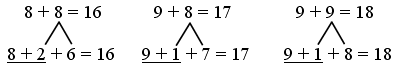 8 + 8 = 16 9 + 8 = 17 9 + 9 = 18
8 + 2 + 6 = 16 9 + 1 + 7 = 17 9 + 1 + 8 = 18